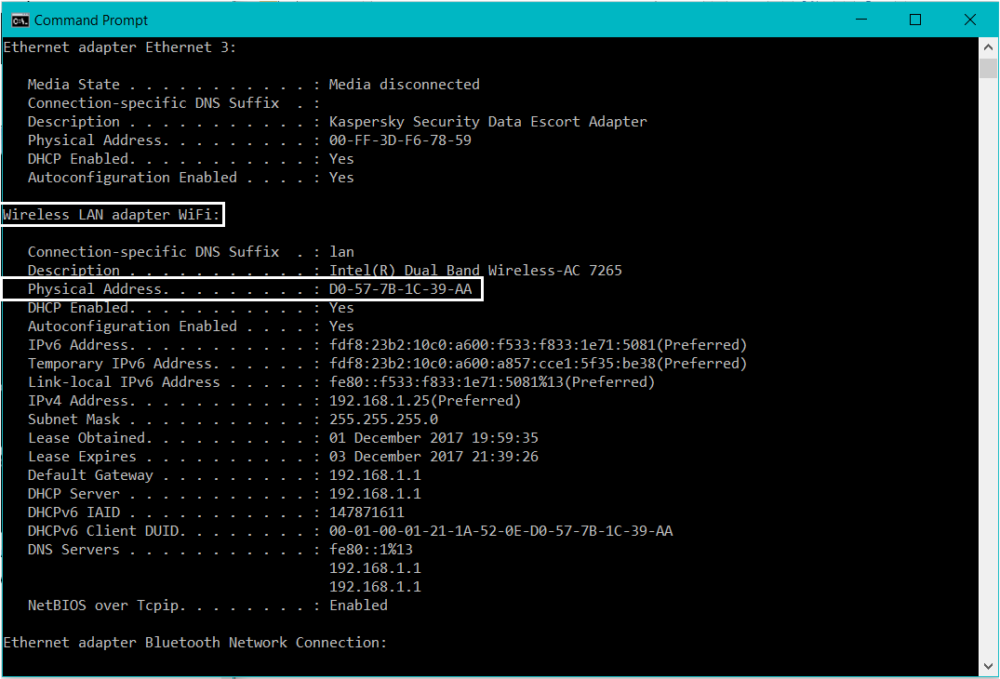 Command Prompt
Ethernet adapter Ethernet 3:
Media State . . . . . . . . . . . : Media disconnected
Connection-specific DNS Suffix  . :
Description . . . . . . . . . . . : Kaspersky Security Data Escort Adapter
Physical Address. . . . . . . . . : 00-FF-3D-F6-78-59
DHCP Enabled. . . . . . . . . . . : Yes
Autoconfiguration Enabled . . . . : Yes
Wireless LAN adapter WiFi:
Connection-specific DNS Suffix  . : lan
Description . . . . . . . . . . . : Intel(R) Dual Band Wireless-AC 7265
Physical Address. . . . . . . . . : D0-57-7B-1C-39-AA
DHCP Enabled. . . . . . . . . . . : Yes
Autoconfiguration Enabled . . . . : Yes
IPv6 Address. . . . . . . . . . . : fdf8:23b2:10c0:a600:f533:f833:1e71:5081(Preferred)
Temporary IPv6 Address. . . . . . : fdf8:23b2:10c0:a600:a857:cce1:5f35:be38(Preferred)
Link-local IPv6 Address . . . . . : fe80::f533:f833:1e71:5081%13(Preferred)
IPv4 Address. . . . . . . . . . . : 192.168.1.25(Preferred)
Subnet Mask . . . . . . . . . . . : 255.255.255.0
Lease Obtained. . . . . . . . . . : 01 December 2017 19:59:35
Lease Expires . . . . . . . . . . : 03 December 2017 21:39:26
Default Gateway . . . . . . . . . : 192.168.1.1
DHCP Server . . . . . . . . . . . : 192.168.1.1
DHCPv6 IAID . . . . . . . . . . . : 147871611
DHCPv6 Client DUID. . . . . . . . : 00-01-00-01-21-1A-52-0E-D0-57-7B-1C-39-AA
DNS Servers . . . . . . . . . . . : fe80::1%13
192.168.1.1
192.168.1.1
NetBIOS over Tcpip. . . . . . . . : Enabled
Ethernet adapter Bluetooth Network Connection: